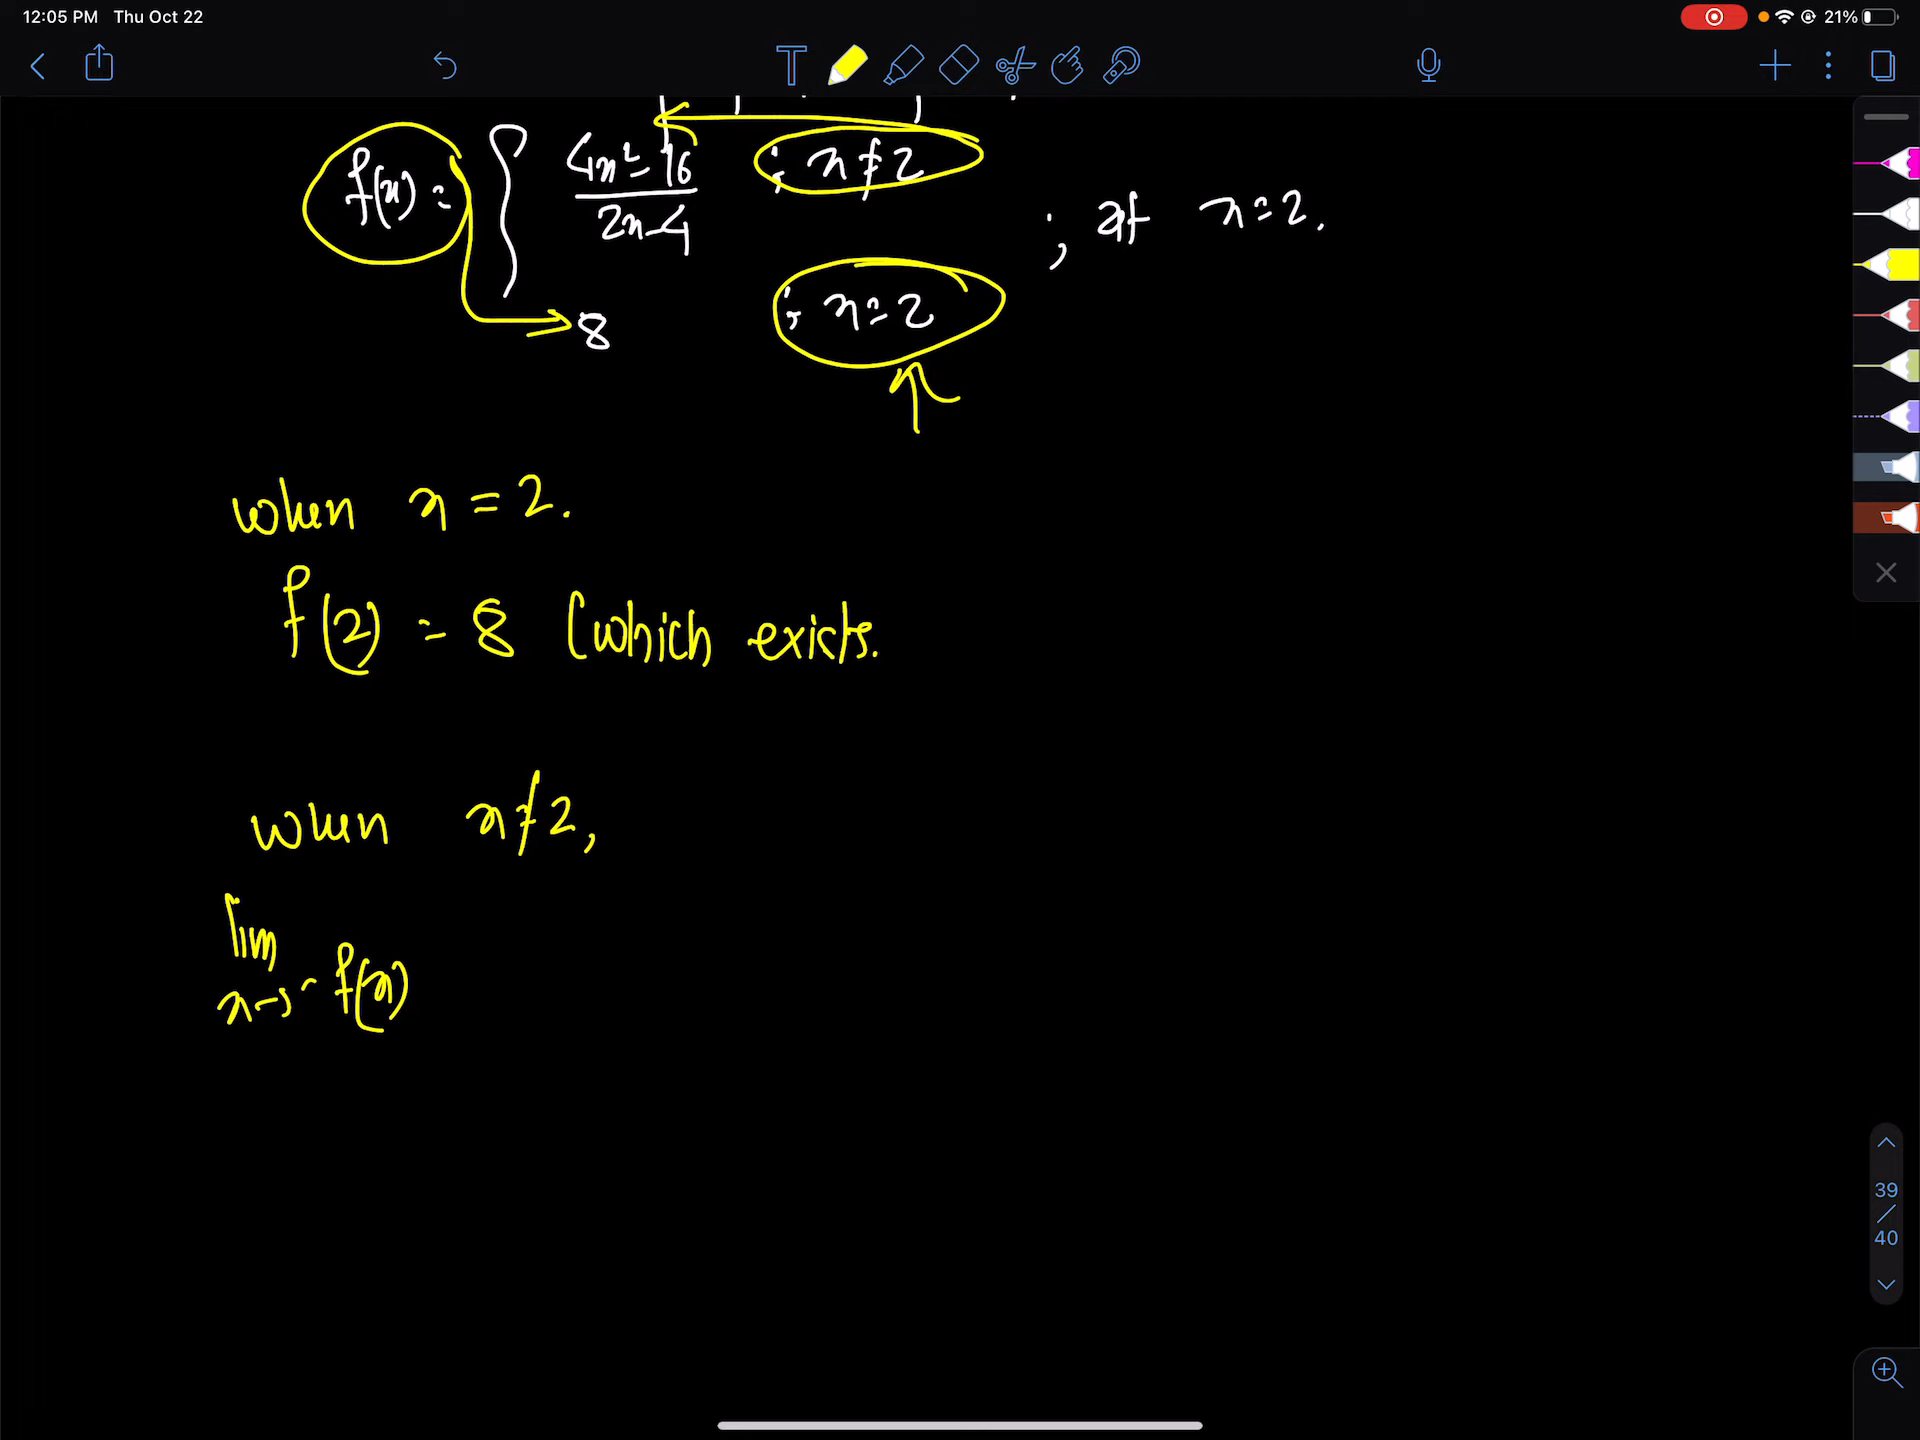 12:05 PM Thu Oct 22
21%
f(x) = { 4x² - 16 / 2x - 4 ; x ≠ 2
; at x = 2.
8 ; x = 2
when x = 2.
f(2) = 8 (which exists.
when x ≠ 2,
lim
x→ f(x)
39
/
40